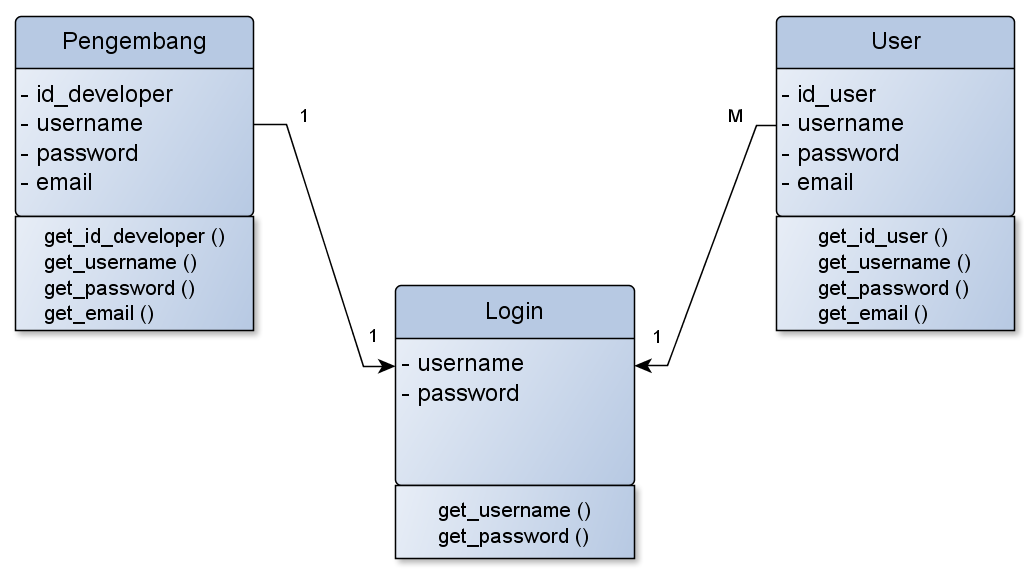 Pengembang
- id_developer
- username
- password
- email
get_id_developer ()
get_username ()
get_password ()
get_email ()
1
1
User
- id_user
- username
- password
- email
get_id_user ()
get_username ()
get_password ()
get_email ()
M
1
Login
- username
- password
get_username ()
get_password ()